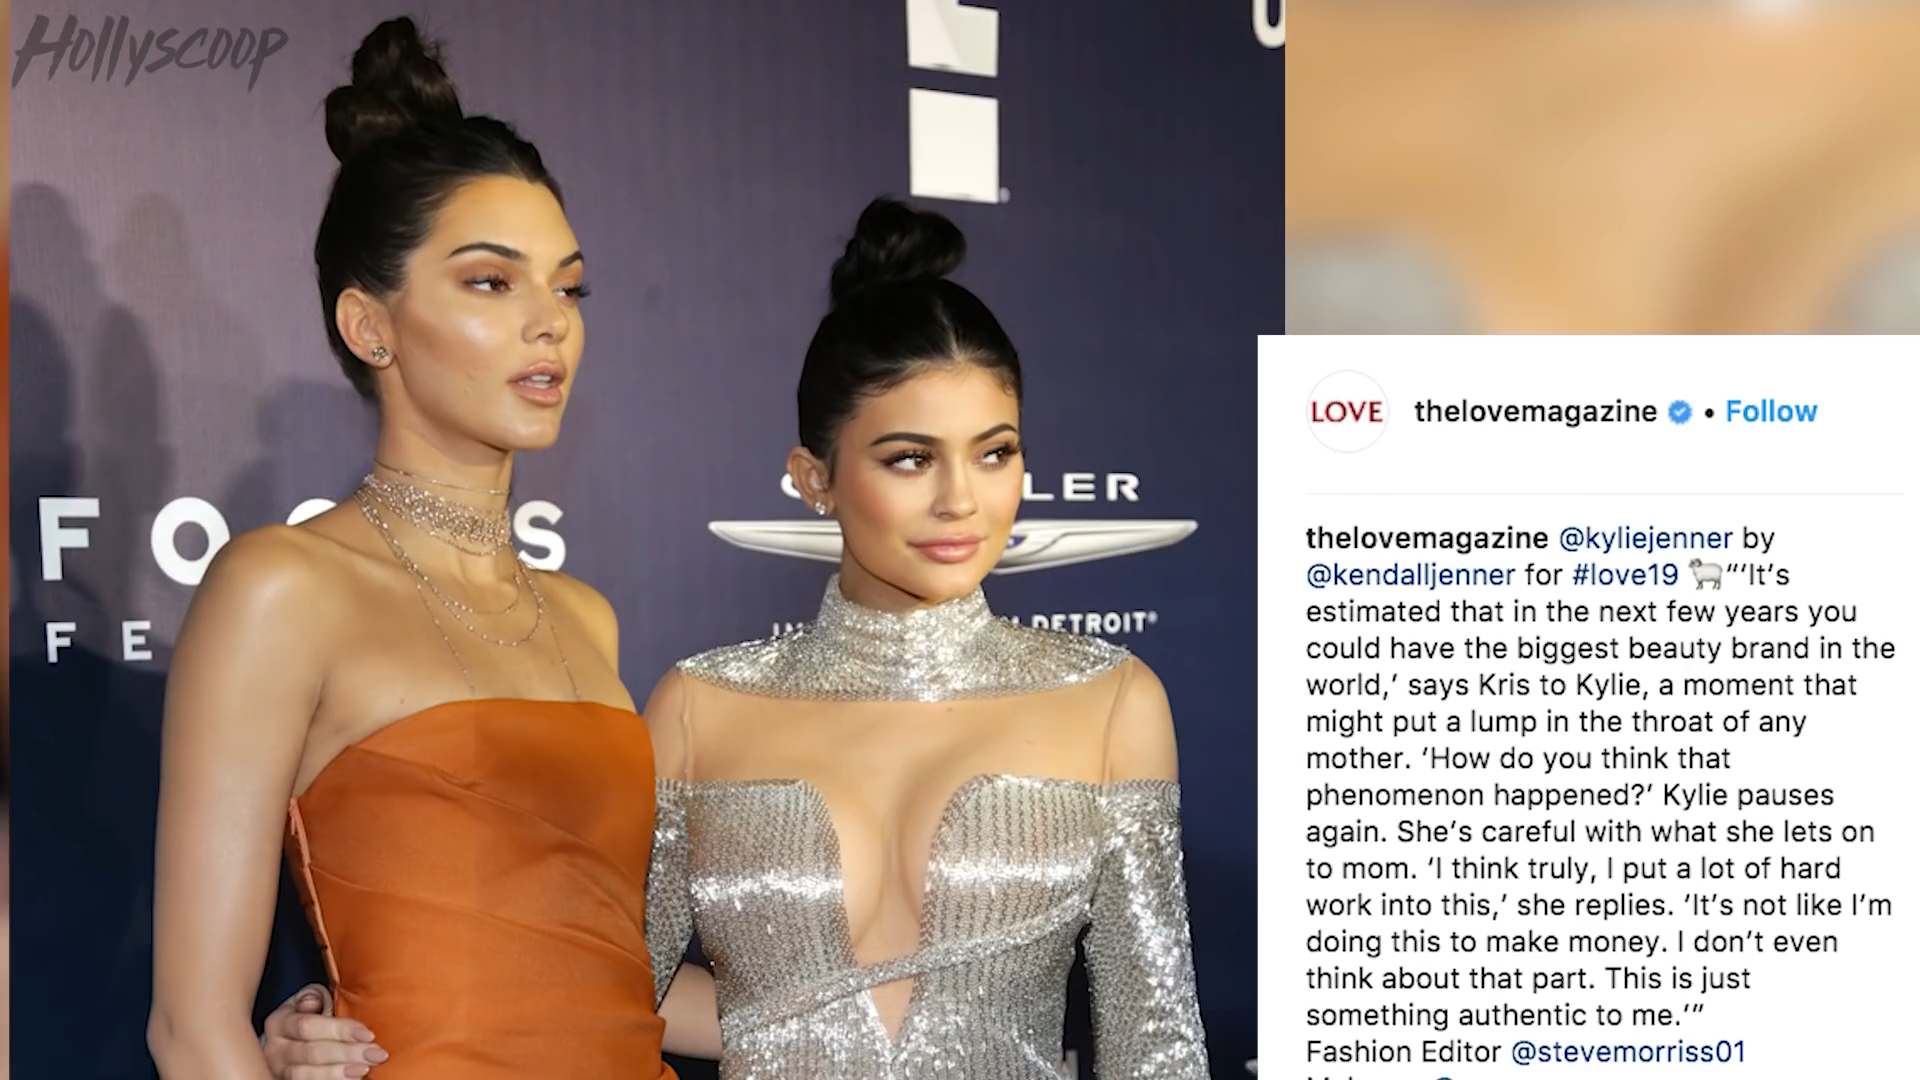 Hollyscoop
FOCUS
FE
LER
DETROIT®
LOVE thelovemagazine • Follow
thelovemagazine @kyliejenner by
@kendalljenner for #love19 🐑"'It's
estimated that in the next few years you
could have the biggest beauty brand in the
world,' says Kris to Kylie, a moment that
might put a lump in the throat of any
mother. 'How do you think that
phenomenon happened?' Kylie pauses
again. She's careful with what she lets on
to mom. 'I think truly, I put a lot of hard
work into this,' she replies. 'It's not like I'm
doing this to make money. I don't even
think about that part. This is just
something authentic to me.'"
Fashion Editor @stevemorriss01